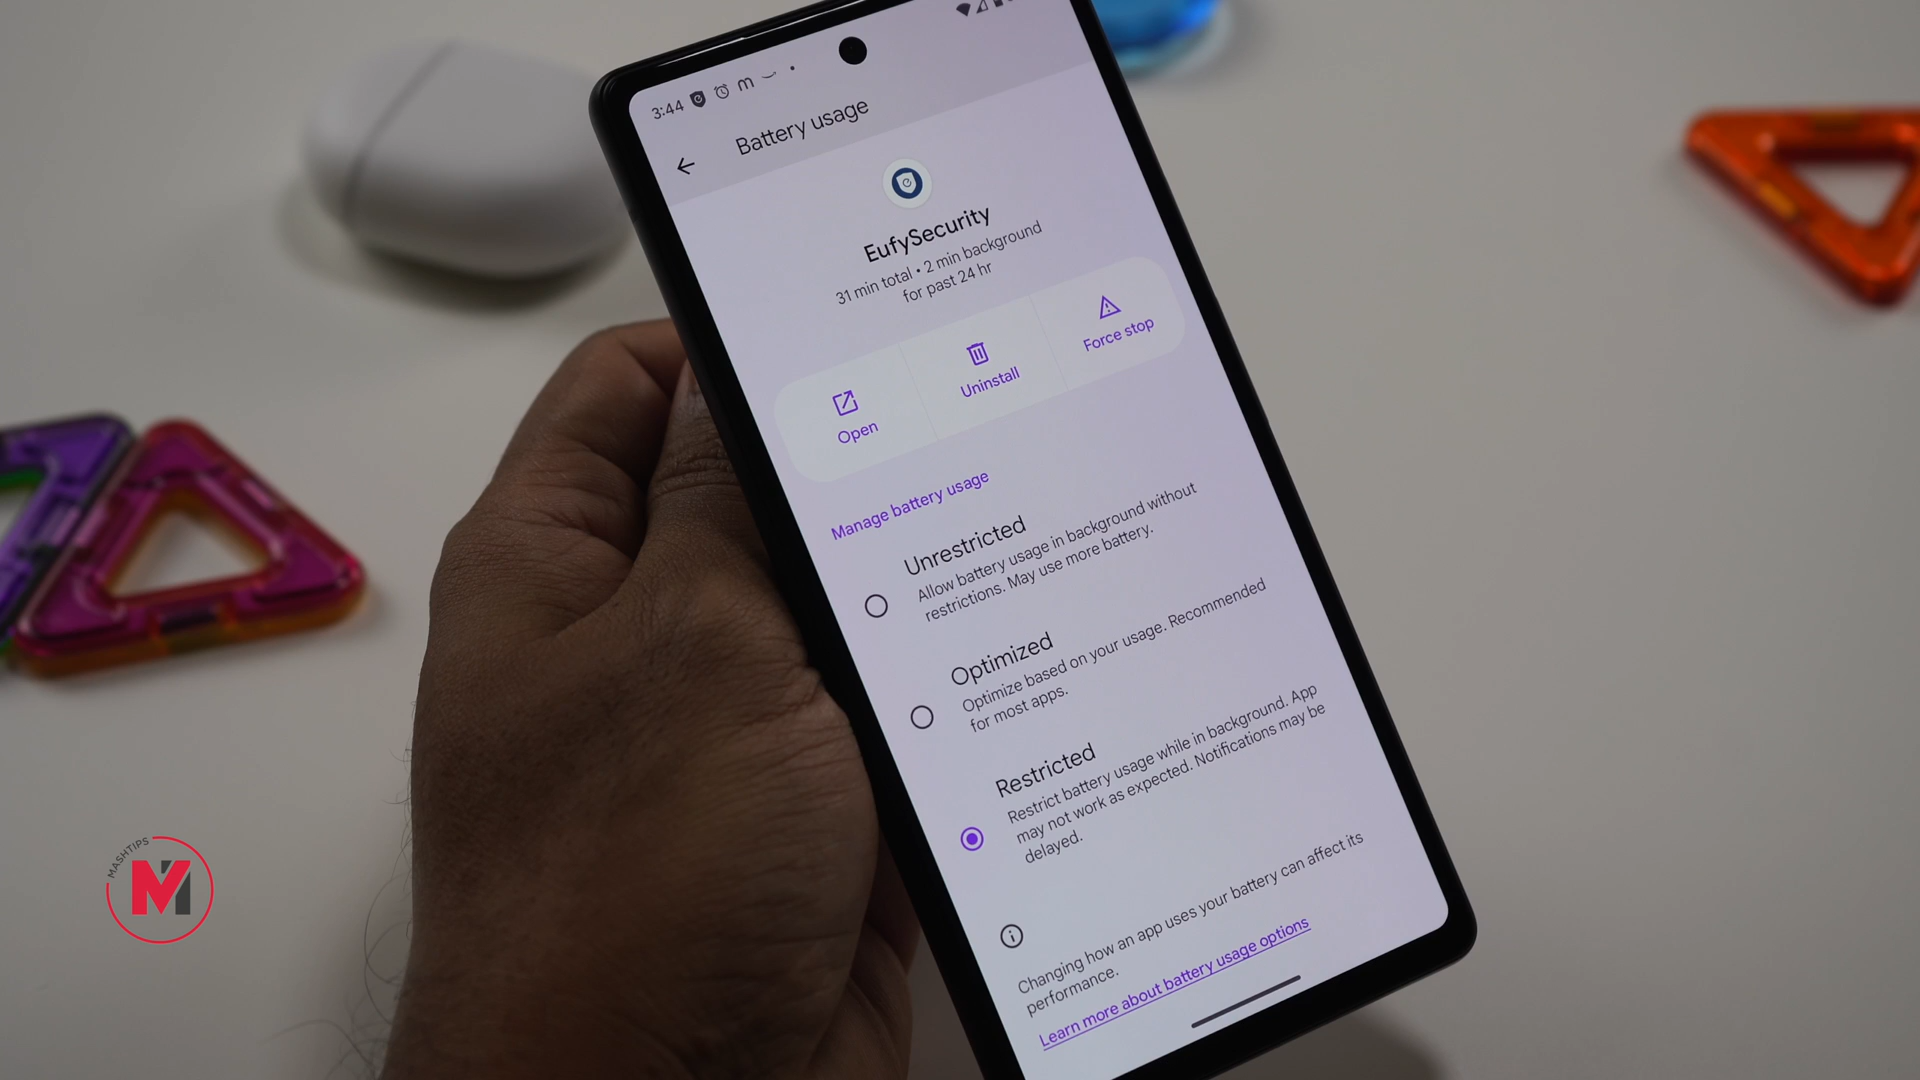 3:44
Battery usage
EufySecurity
31 min total • 2 min background
for past 24 hr
Open
Uninstall
Force stop
Manage battery usage
Unrestricted
Allow battery usage in background without
restrictions. May use more battery.
Optimized
Optimize based on your usage. Recommended
for most apps.
Restricted
Restrict battery usage while in background. App
may not work as expected. Notifications may be
delayed.
Changing how an app uses your battery can affect its
performance.
Learn more about battery usage options
MASHTIPS
M